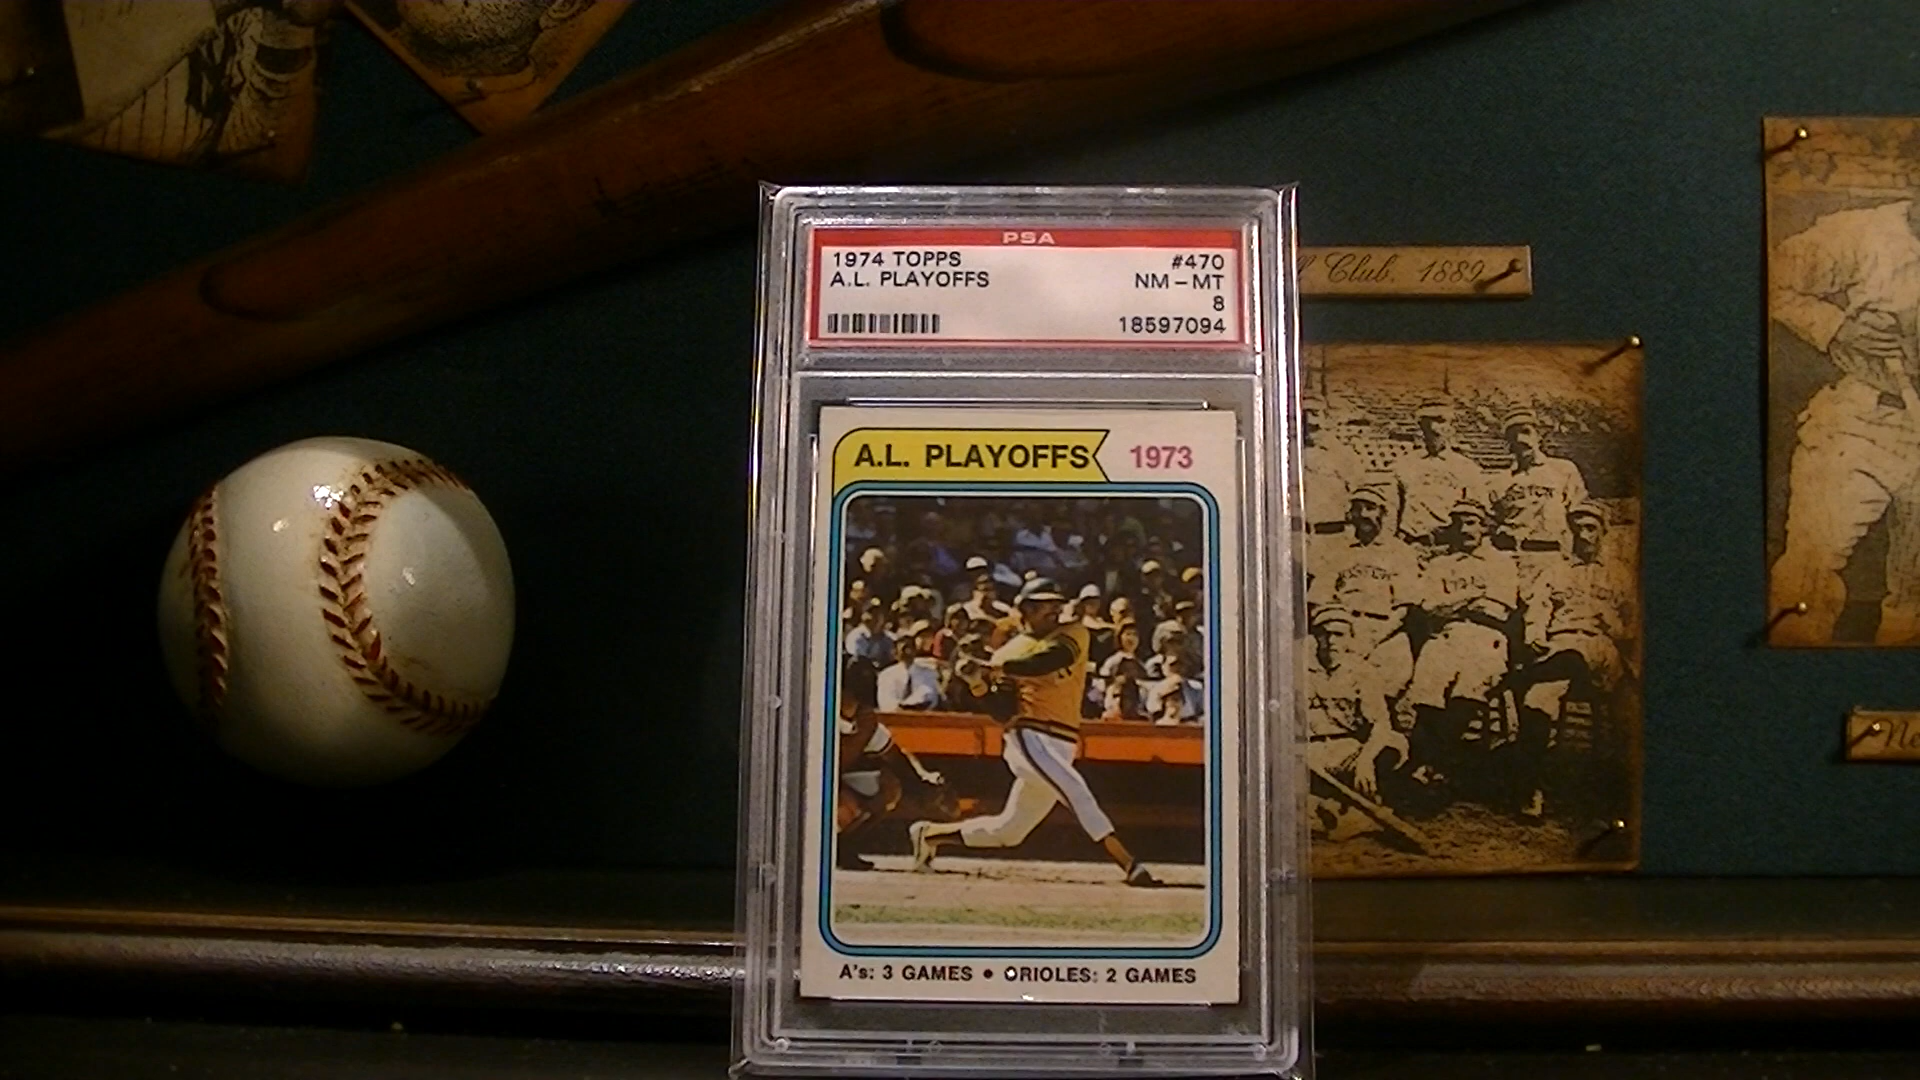 PSA
1974 TOPPS #470
A.L. PLAYOFFS NM-MT
8
18597094
A.L. PLAYOFFS 1973
A's: 3 GAMES • ORIOLES: 2 GAMES
Club, 1889